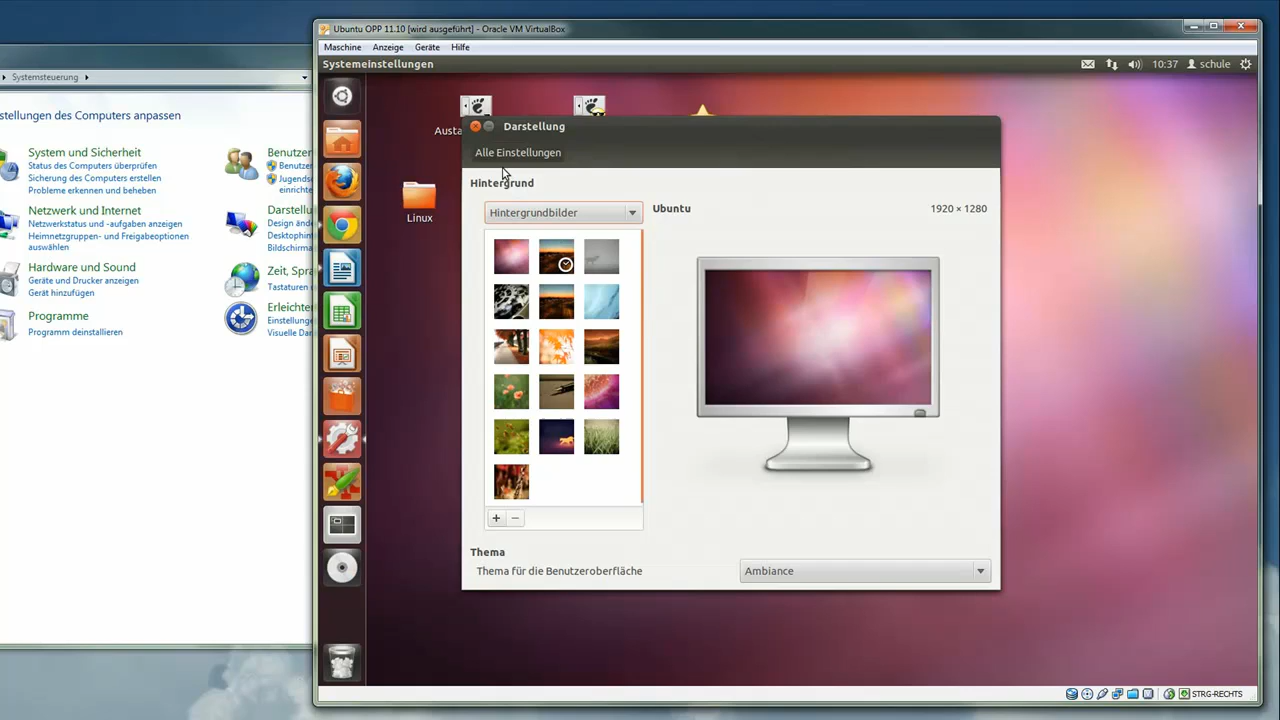 Ubuntu OPP 11.10 [wird ausgeführt] - Oracle VM VirtualBox
Maschine Anzeige Geräte Hilfe
Systemeinstellungen
10:37 schule
Systemsteuerung
stellungen des Computers anpassen
System und Sicherheit
Status des Computers überprüfen
Sicherung des Computers erstellen
Probleme erkennen und beheben
Netzwerk und Internet
Netzwerkstatus und -aufgaben anzeigen
Heimnetzgruppen- und Freigabeoptionen
auswählen
Hardware und Sound
Geräte und Drucker anzeigen
Gerät hinzufügen
Programme
Programm deinstallieren
Benutzer
Benutze
Jugends
einrichte
Darstellu
Design ände
Desktophin
Bildschirma
Zeit, Spra
Tastaturen
Erleichter
Einstellung
Visuelle Dar
Austa
Linux
Darstellung
Alle Einstellungen
Hintergrund
Hintergrundbilder
Ubuntu
1920 × 1280
Thema
Thema für die Benutzeroberfläche
Ambiance
STRG-RECHTS